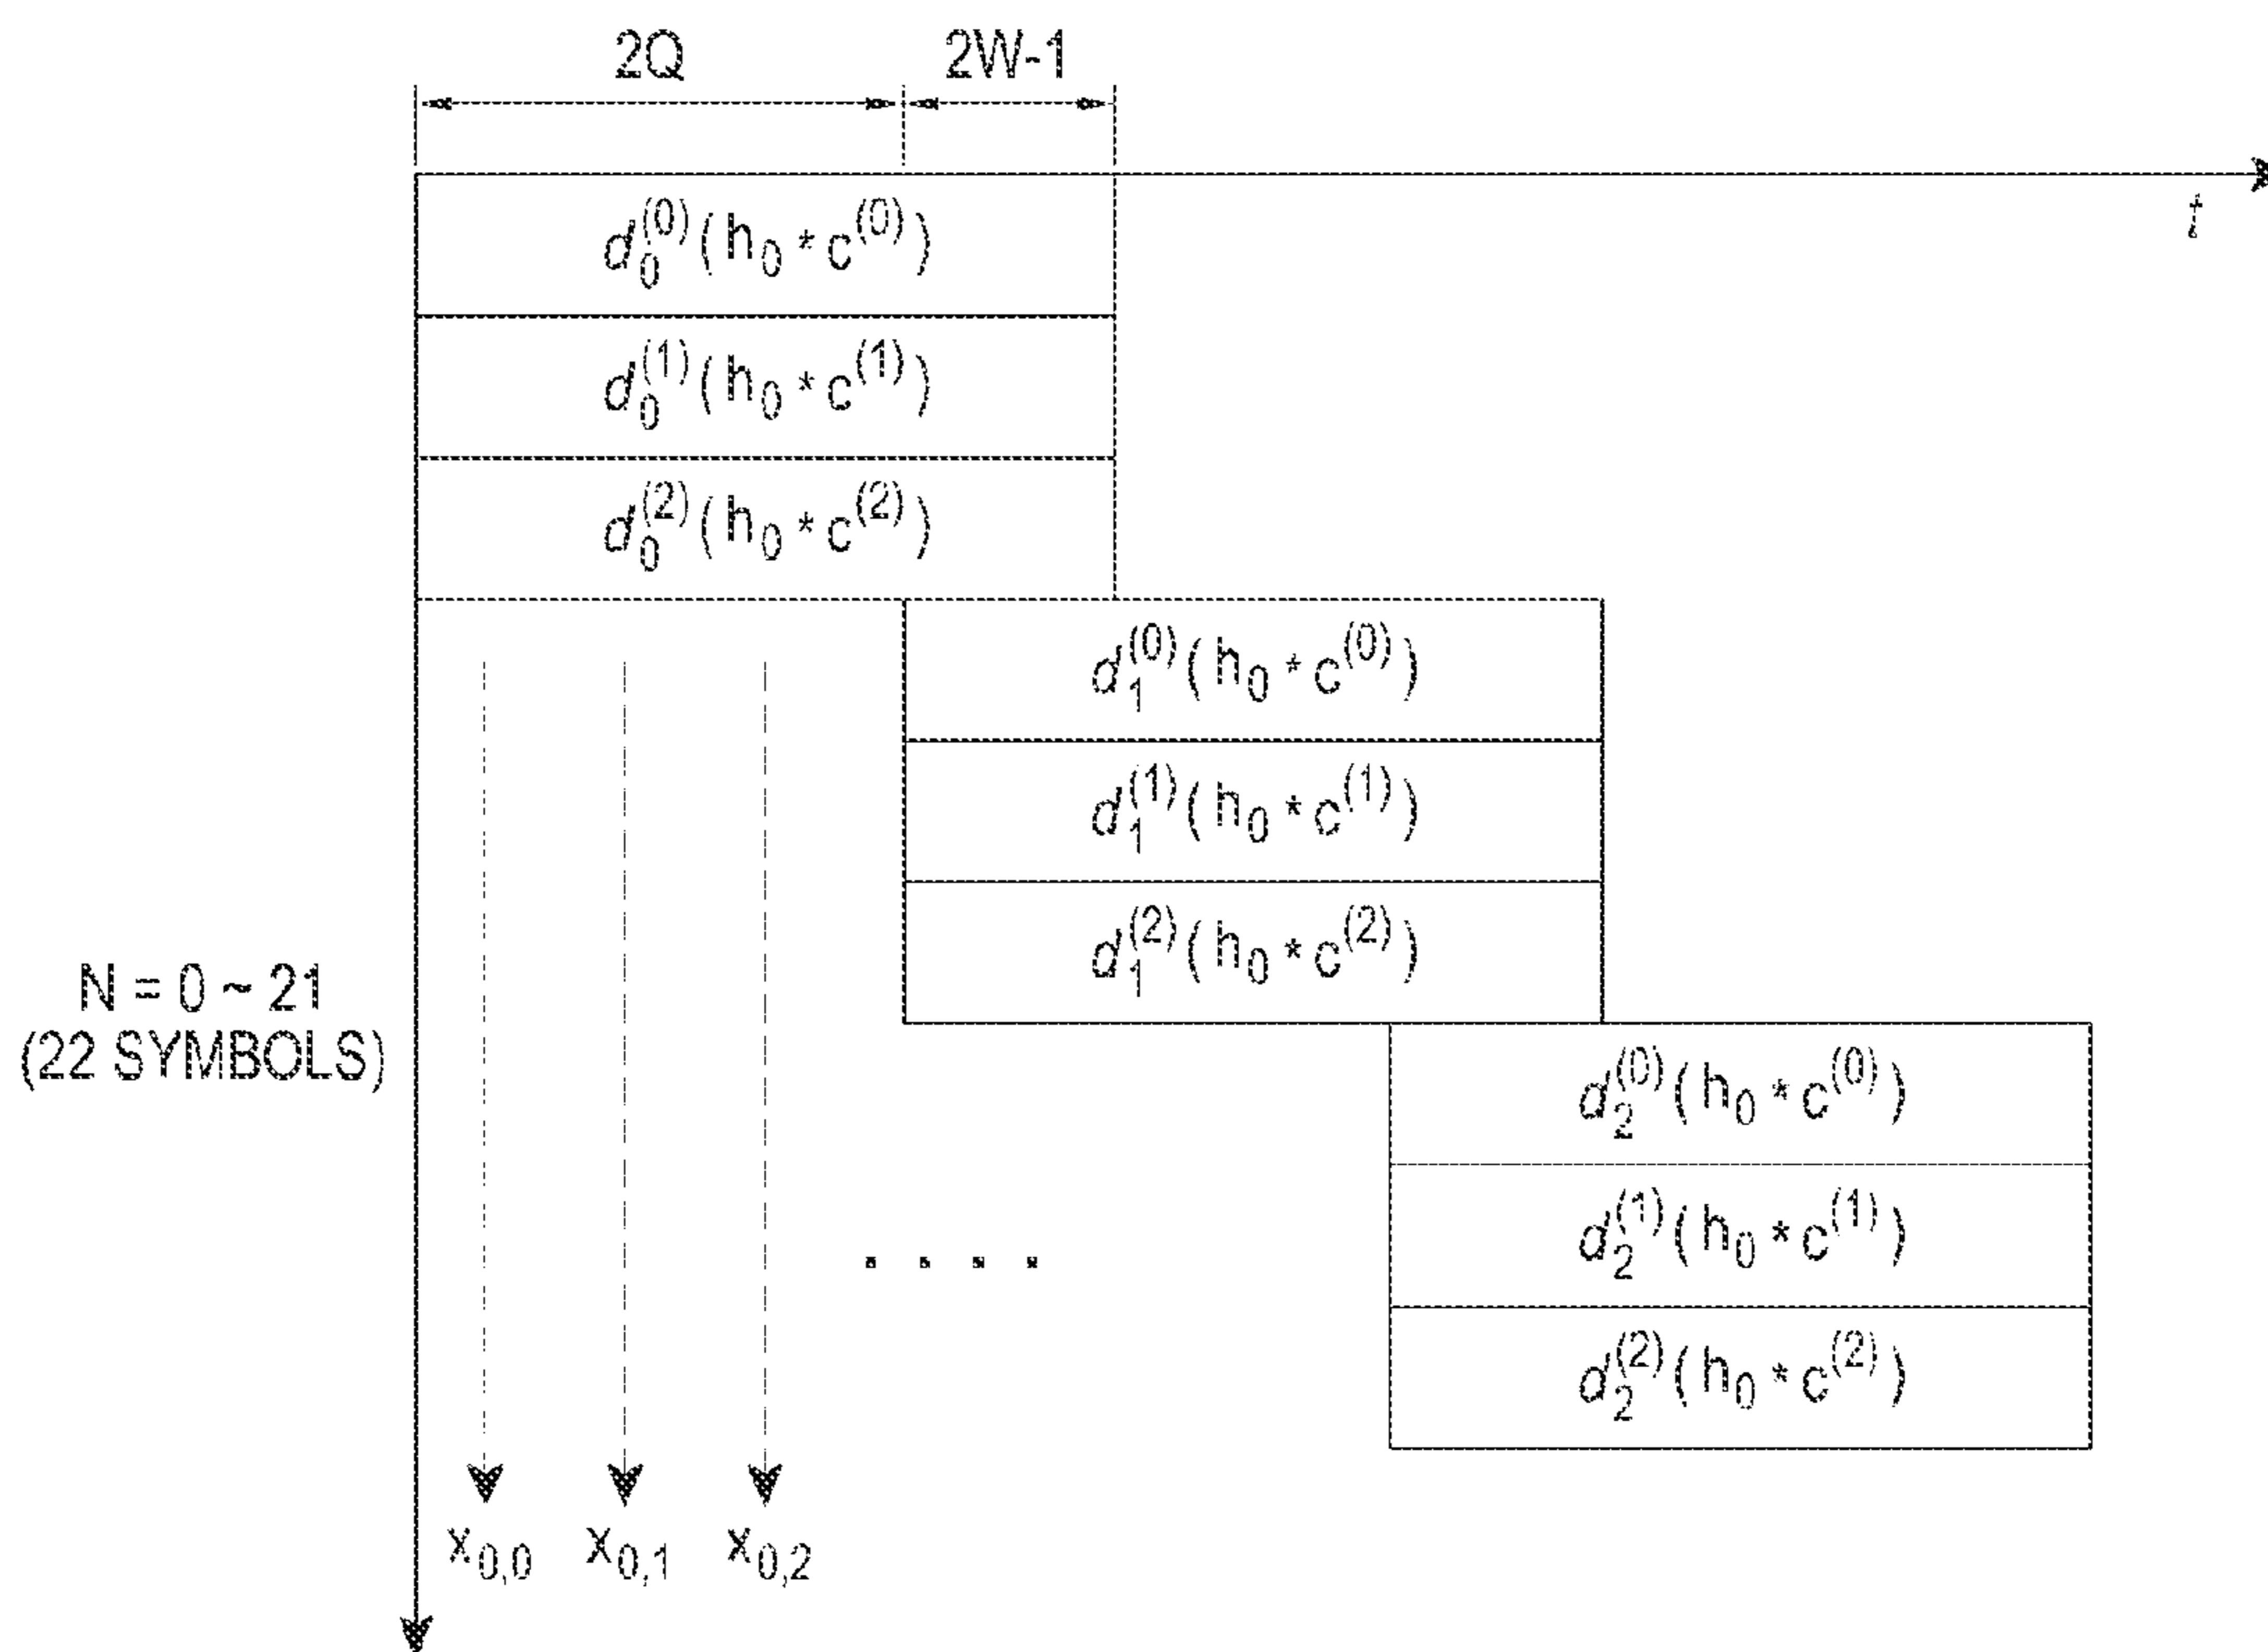 2Q 2W-1
t
d₀⁽⁰⁾(h₀*c⁽⁰⁾)
d₀⁽¹⁾(h₀*c⁽¹⁾)
d₀⁽²⁾(h₀*c⁽²⁾)
d₁⁽⁰⁾(h₀*c⁽⁰⁾)
d₁⁽¹⁾(h₀*c⁽¹⁾)
d₁⁽²⁾(h₀*c⁽²⁾)
N = 0 ~ 21
(22 SYMBOLS)
d₂⁽⁰⁾(h₀*c⁽⁰⁾)
d₂⁽¹⁾(h₀*c⁽¹⁾)
. . . .
d₂⁽²⁾(h₀*c⁽²⁾)
x₀,₀ x₀,₁ x₀,₂